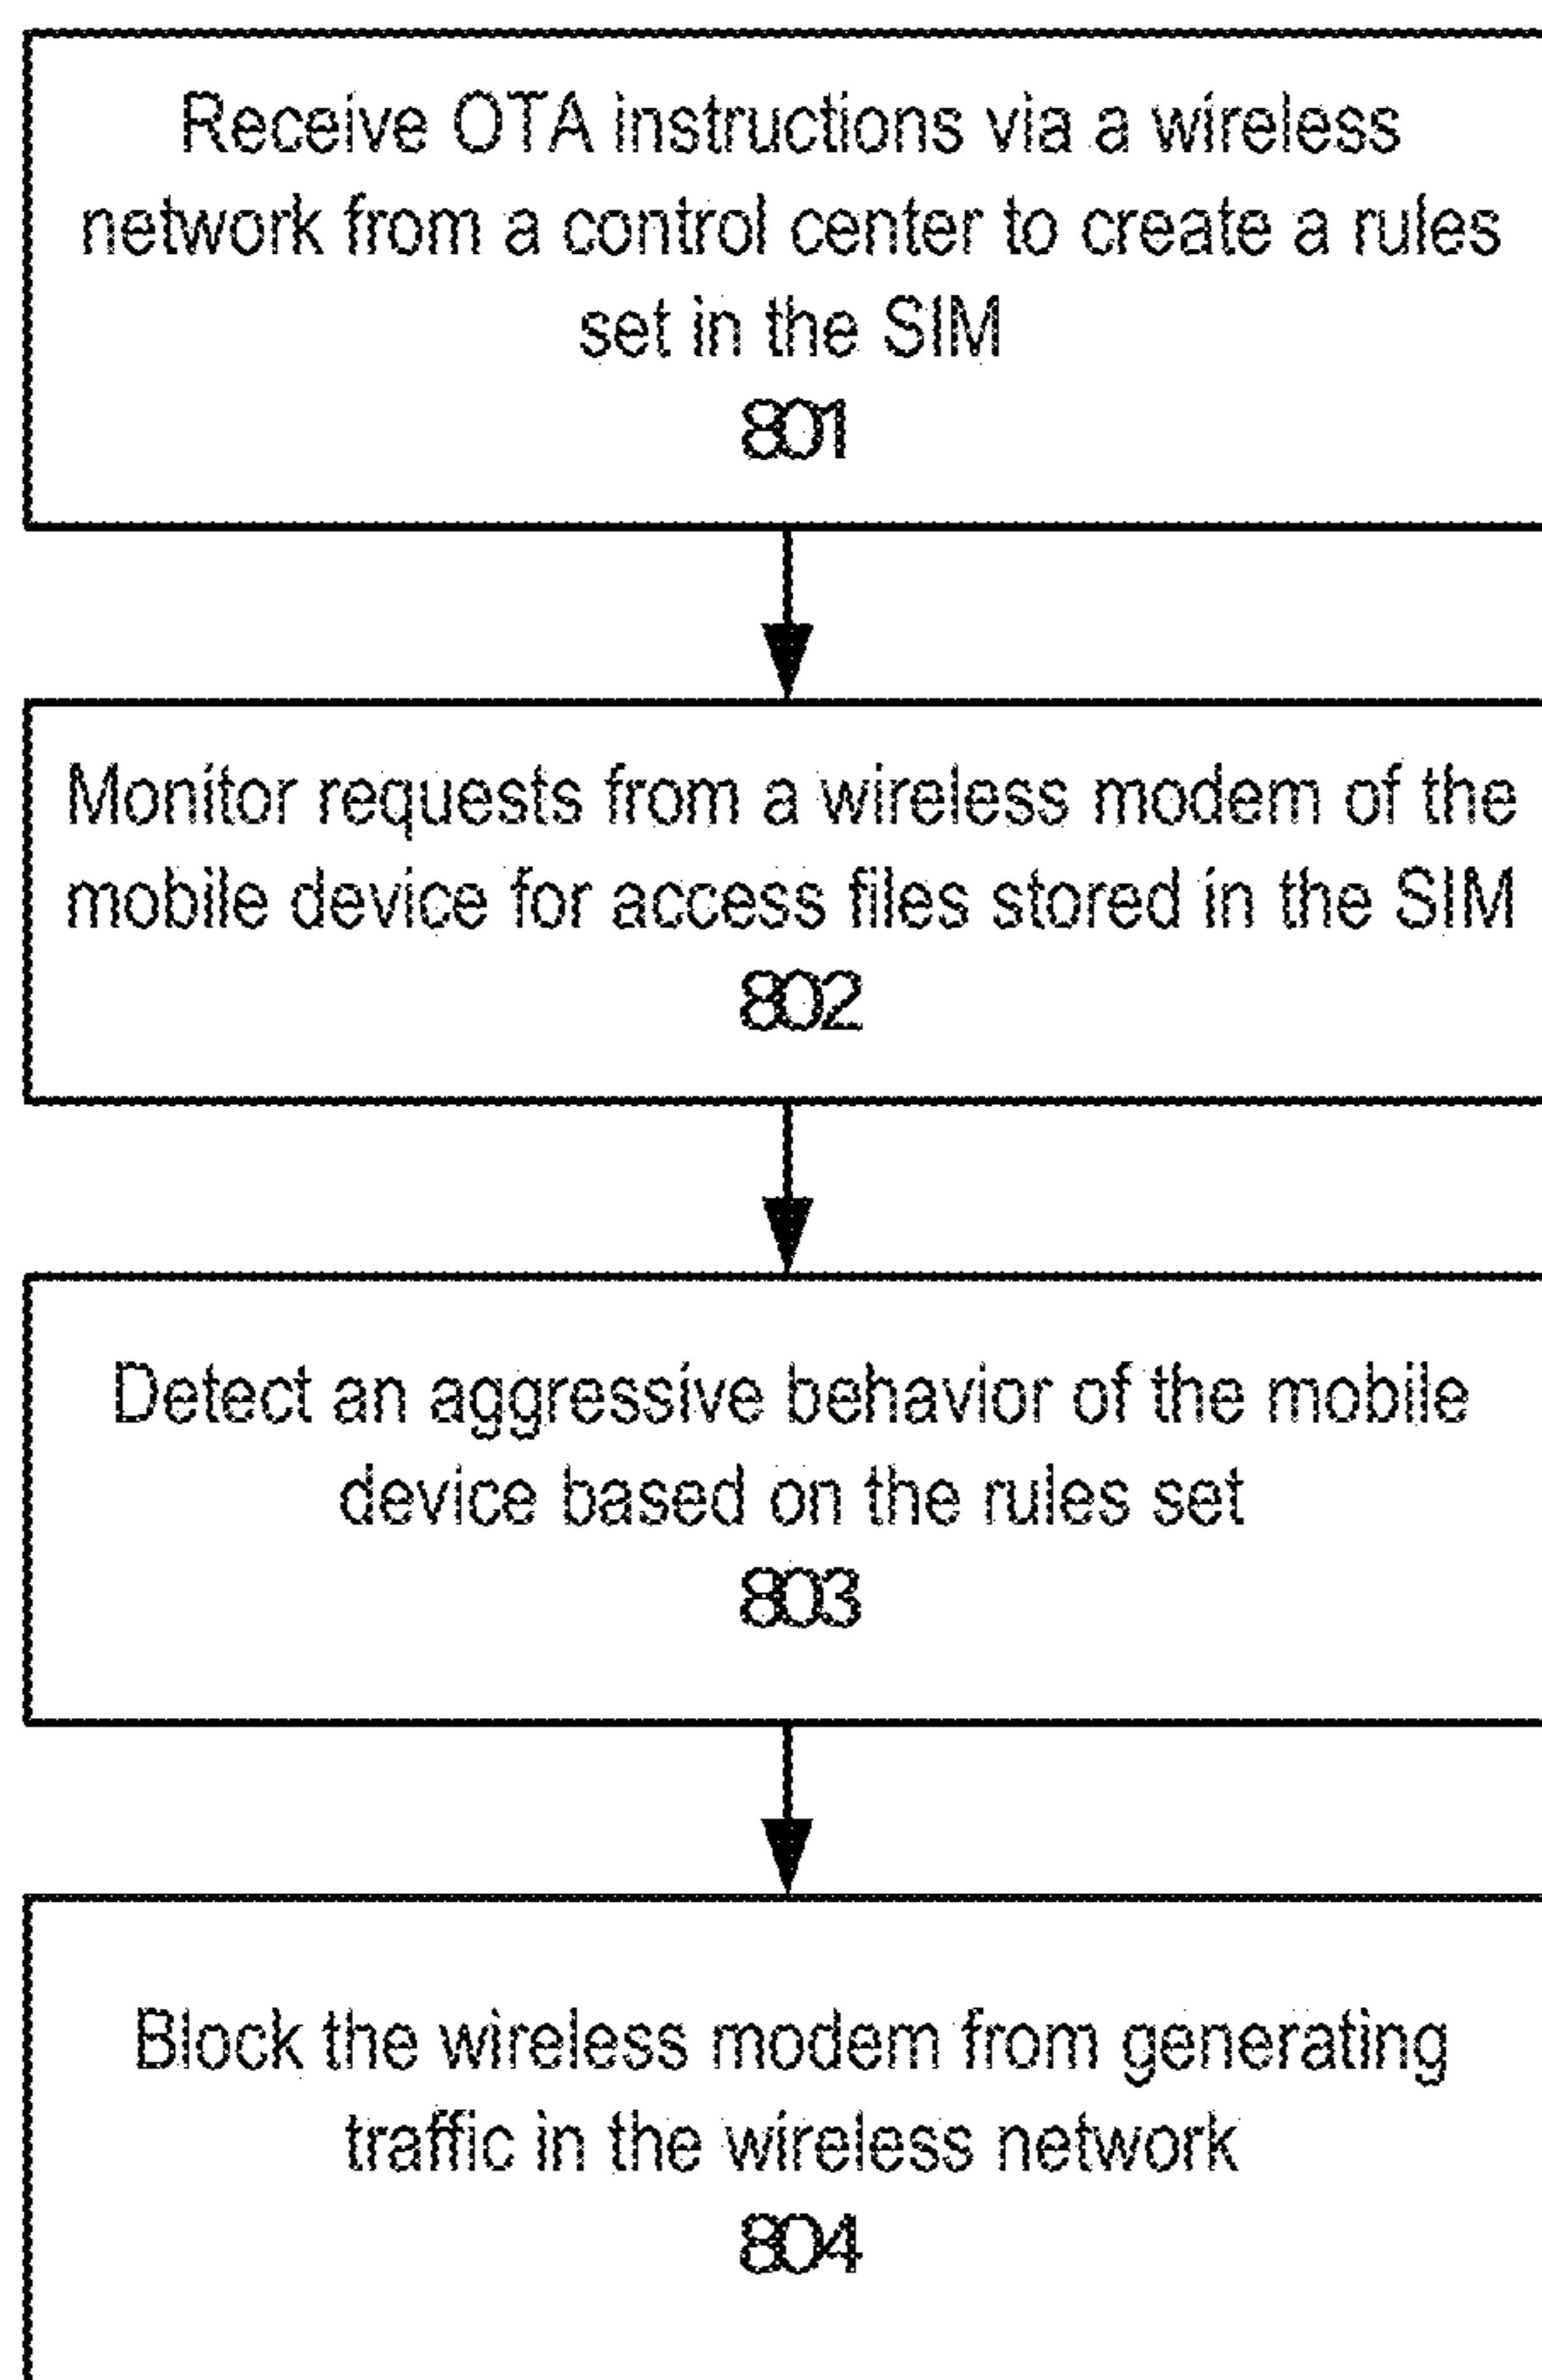 Receive OTA instructions via a wireless
network from a control center to create a rules
set in the SIM
801
Monitor requests from a wireless modem of the
mobile device for access files stored in the SIM
802
Detect an aggressive behavior of the mobile
device based on the rules set
803
Block the wireless modem from generating
traffic in the wireless network
804